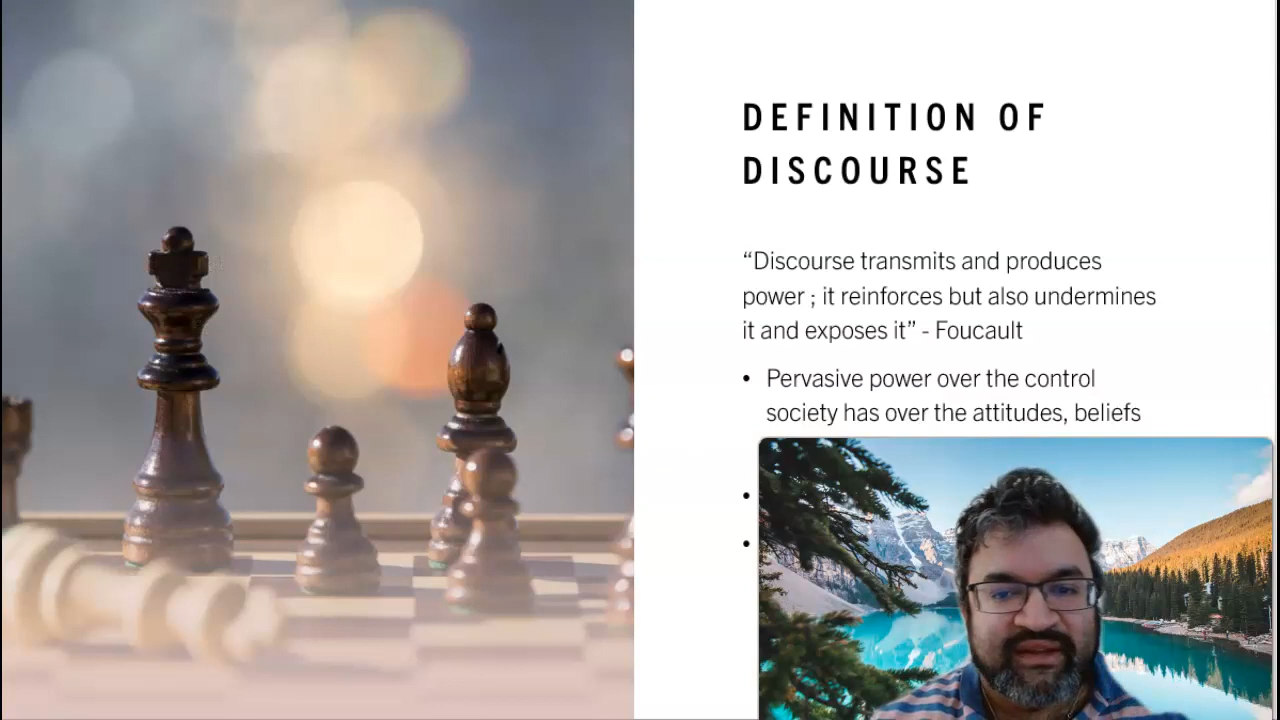 DEFINITION OF
DISCOURSE
“Discourse transmits and produces
power ; it reinforces but also undermines
it and exposes it” - Foucault
• Pervasive power over the control
society has over the attitudes, beliefs
•
•